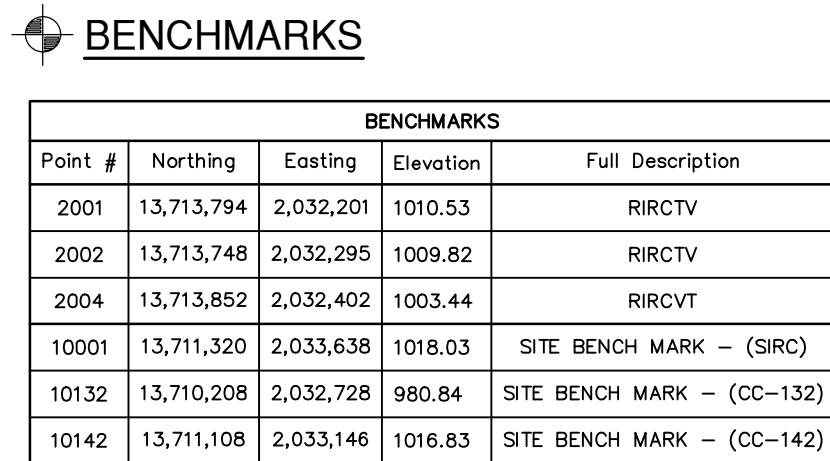 BENCHMARKS
BENCHMARKS
Point # Northing Easting Elevation Full Description
2001 13,713,794 2,032,201 1010.53 RIRCTV
2002 13,713,748 2,032,295 1009.82 RIRCTV
2004 13,713,852 2,032,402 1003.44 RIRCVT
10001 13,711,320 2,033,638 1018.03 SITE BENCH MARK – (SIRC)
10132 13,710,208 2,032,728 980.84 SITE BENCH MARK – (CC–132)
10142 13,711,108 2,033,146 1016.83 SITE BENCH MARK – (CC–142)